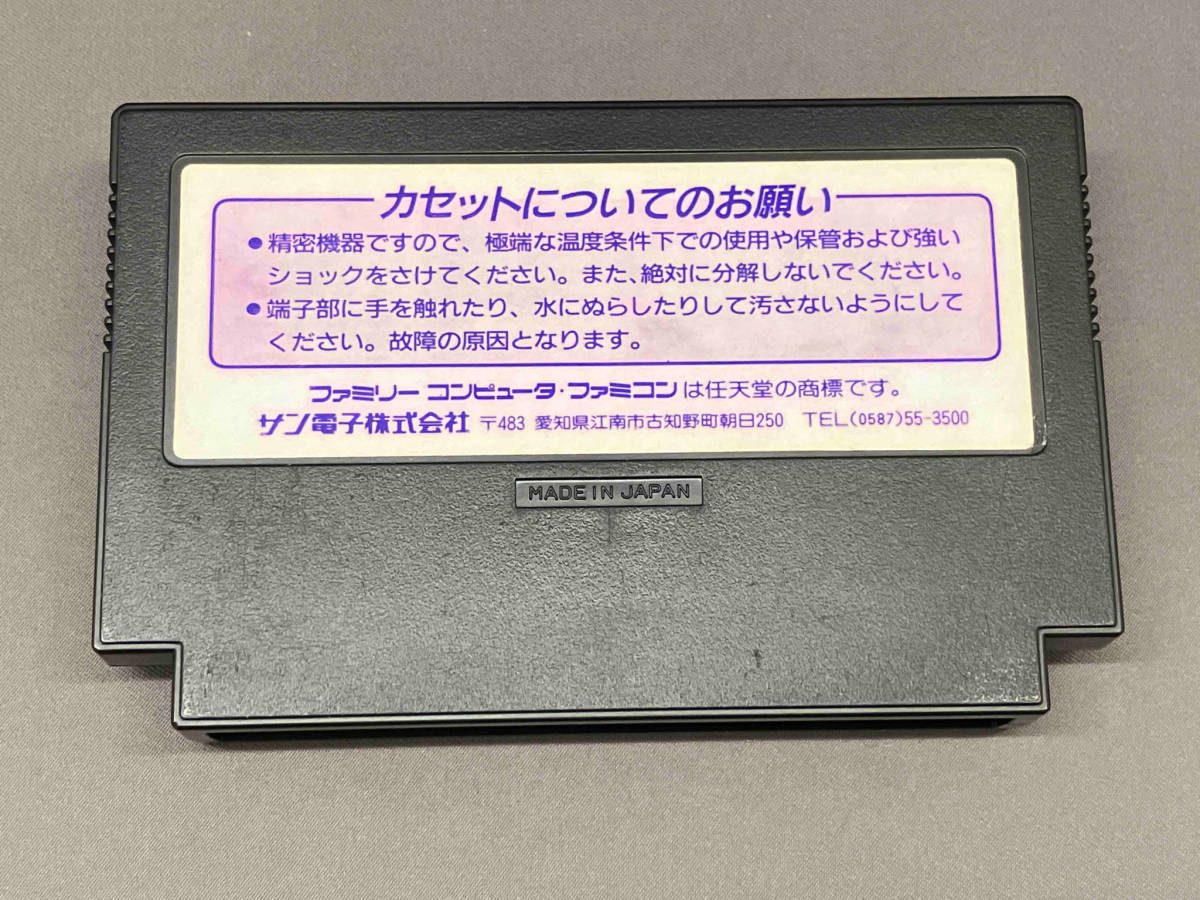 カセットについてのお願い
●精密機器ですので、極端な温度条件下での使用や保管および強い
ショックをさけてください。また、絶対に分解しないでください。
●端子部に手を触れたり、水にぬらしたりして汚さないようにして
ください。故障の原因となります。
ファミリー コンピュータ・ファミコンは任天堂の商標です。
サン電子株式会社 〒483 愛知県江南市古知野町朝日250 TEL(0587)55-3500
MADE IN JAPAN